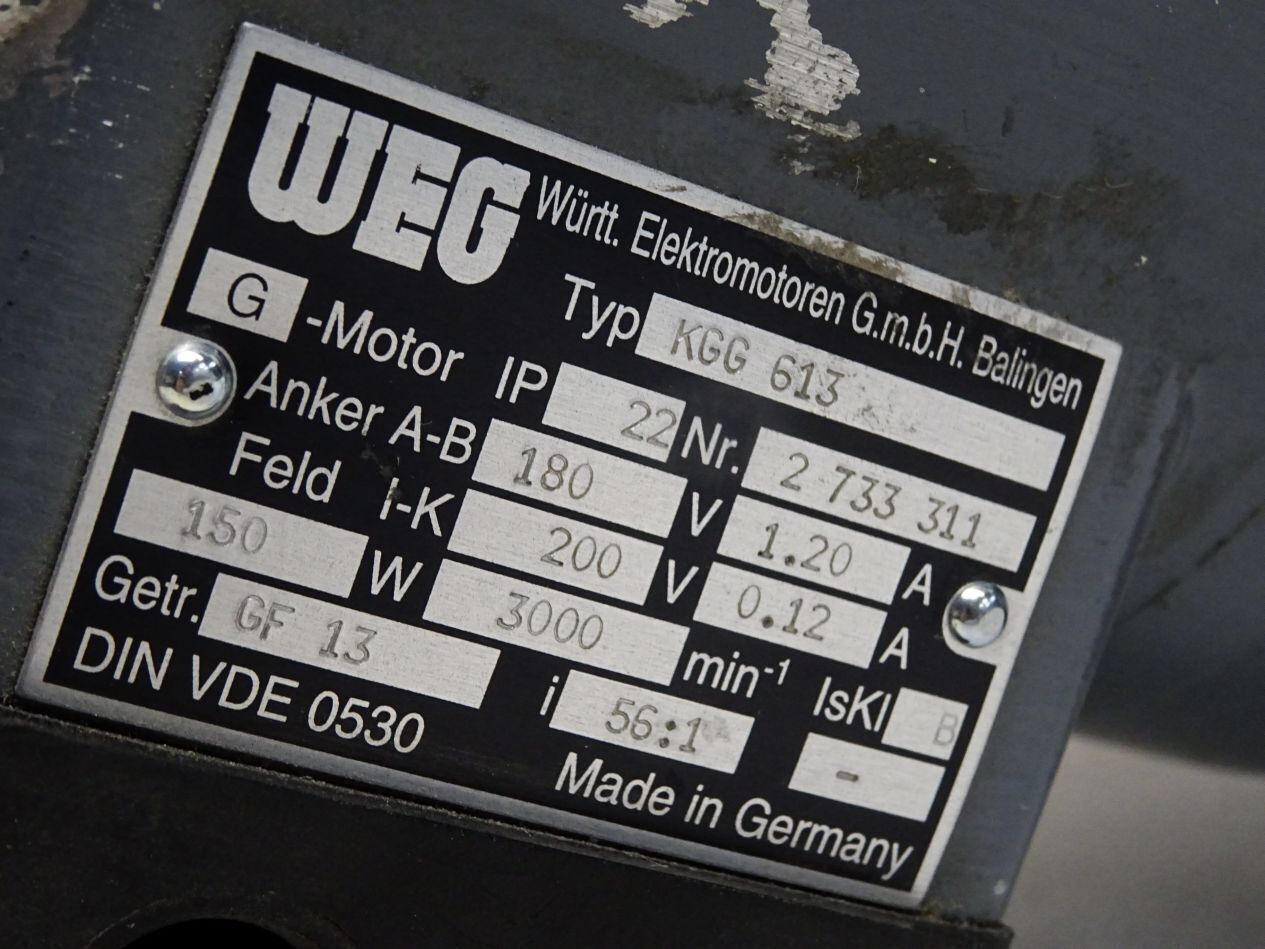 WEG Württ. Elektromotoren G.m.b.H. Balingen
G -Motor Typ KGG 613
IP 22 Nr. 2 733 311
Anker A-B 180 V 1.20 A
Feld I-K 200 V 0.12 A
150 W 3000 min⁻¹ IsKl B
Getr. GF 13 i 56:1 -
DIN VDE 0530 Made in Germany